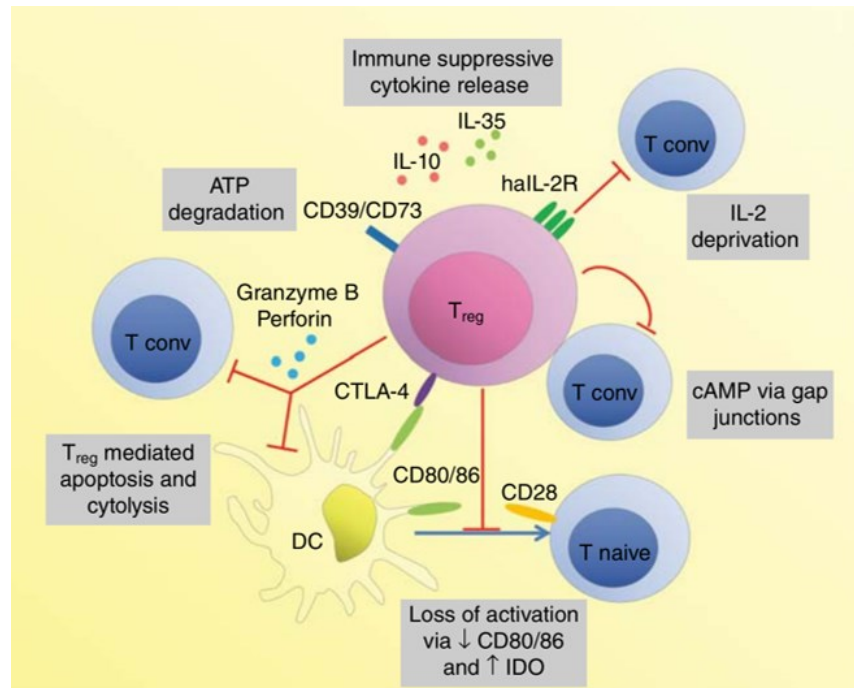 Immune suppressive
cytokine release
IL-35
IL-10
haIL-2R
T conv
ATP
degradation
CD39/CD73
IL-2
deprivation
Granzyme B
Perforin
T conv
Treg
CTLA-4
T conv
cAMP via gap
junctions
Treg mediated
apoptosis and
cytolysis
CD80/86
CD28
DC
T naive
Loss of activation
via ↓ CD80/86
and ↑ IDO